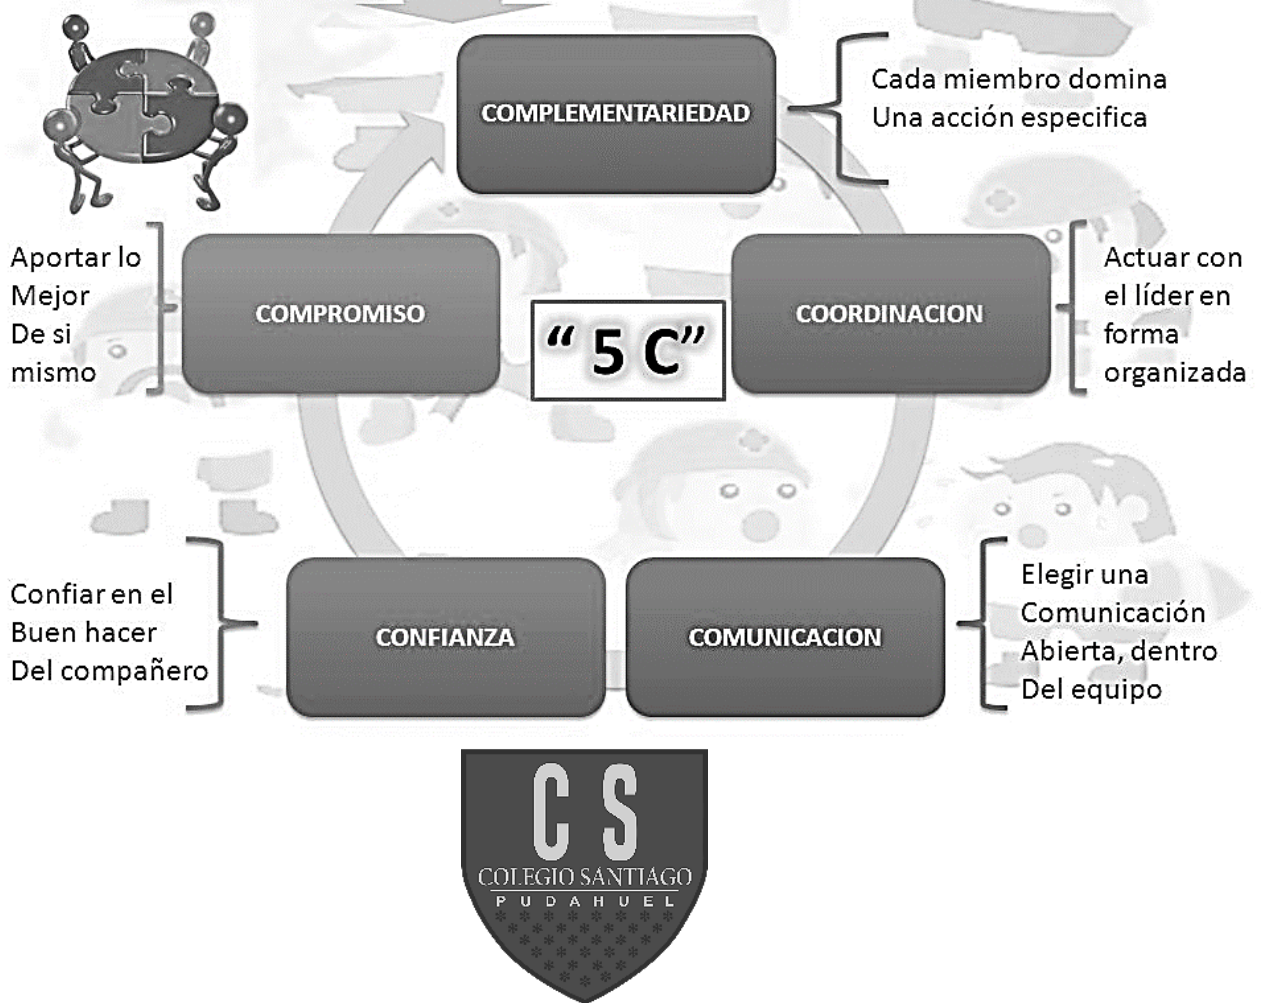 COMPLEMENTARIEDAD
Cada miembro domina
Una acción especifica
Aportar lo
Mejor
De si
mismo
COMPROMISO
“ 5 C”
COORDINACION
Actuar con
el líder en
forma
organizada
Confiar en el
Buen hacer
Del compañero
CONFIANZA
COMUNICACION
Elegir una
Comunicación
Abierta, dentro
Del equipo
C S
COLEGIO SANTIAGO
PUDAHUEL